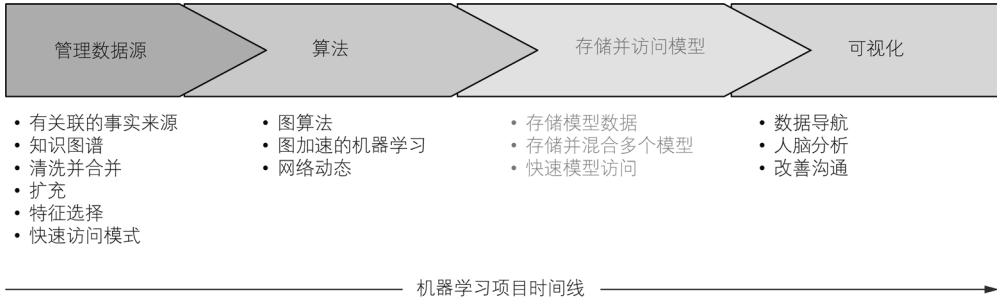 管理数据源
算法
存储并访问模型
可视化
• 有关联的事实来源
• 知识图谱
• 清洗并合并
• 扩充
• 特征选择
• 快速访问模式
• 图算法
• 图加速的机器学习
• 网络动态
• 存储模型数据
• 存储并混合多个模型
• 快速模型访问
• 数据导航
• 人脑分析
• 改善沟通
机器学习项目时间线